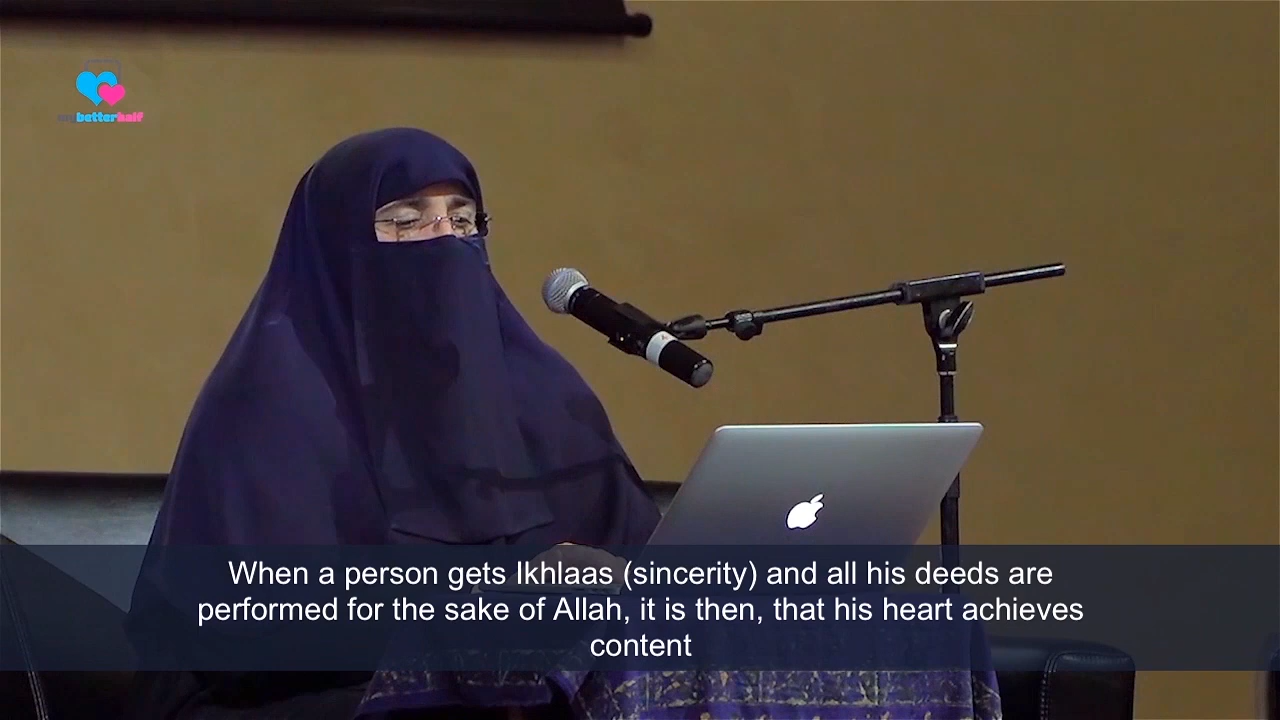 mybetterhalf
When a person gets Ikhlaas (sincerity) and all his deeds are
performed for the sake of Allah, it is then, that his heart achieves
content